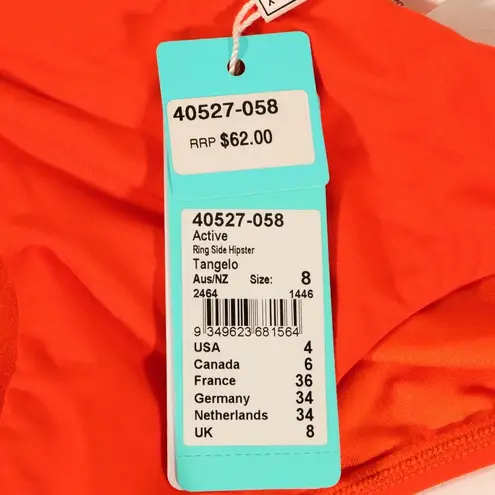 40527-058
RRP $62.00
40527-058
Active
Ring Side Hipster
Tangelo
Aus/NZ Size: 8
2464 1446
9 349623 681564
USA 4
Canada 6
France 36
Germany 34
Netherlands 34
UK 8